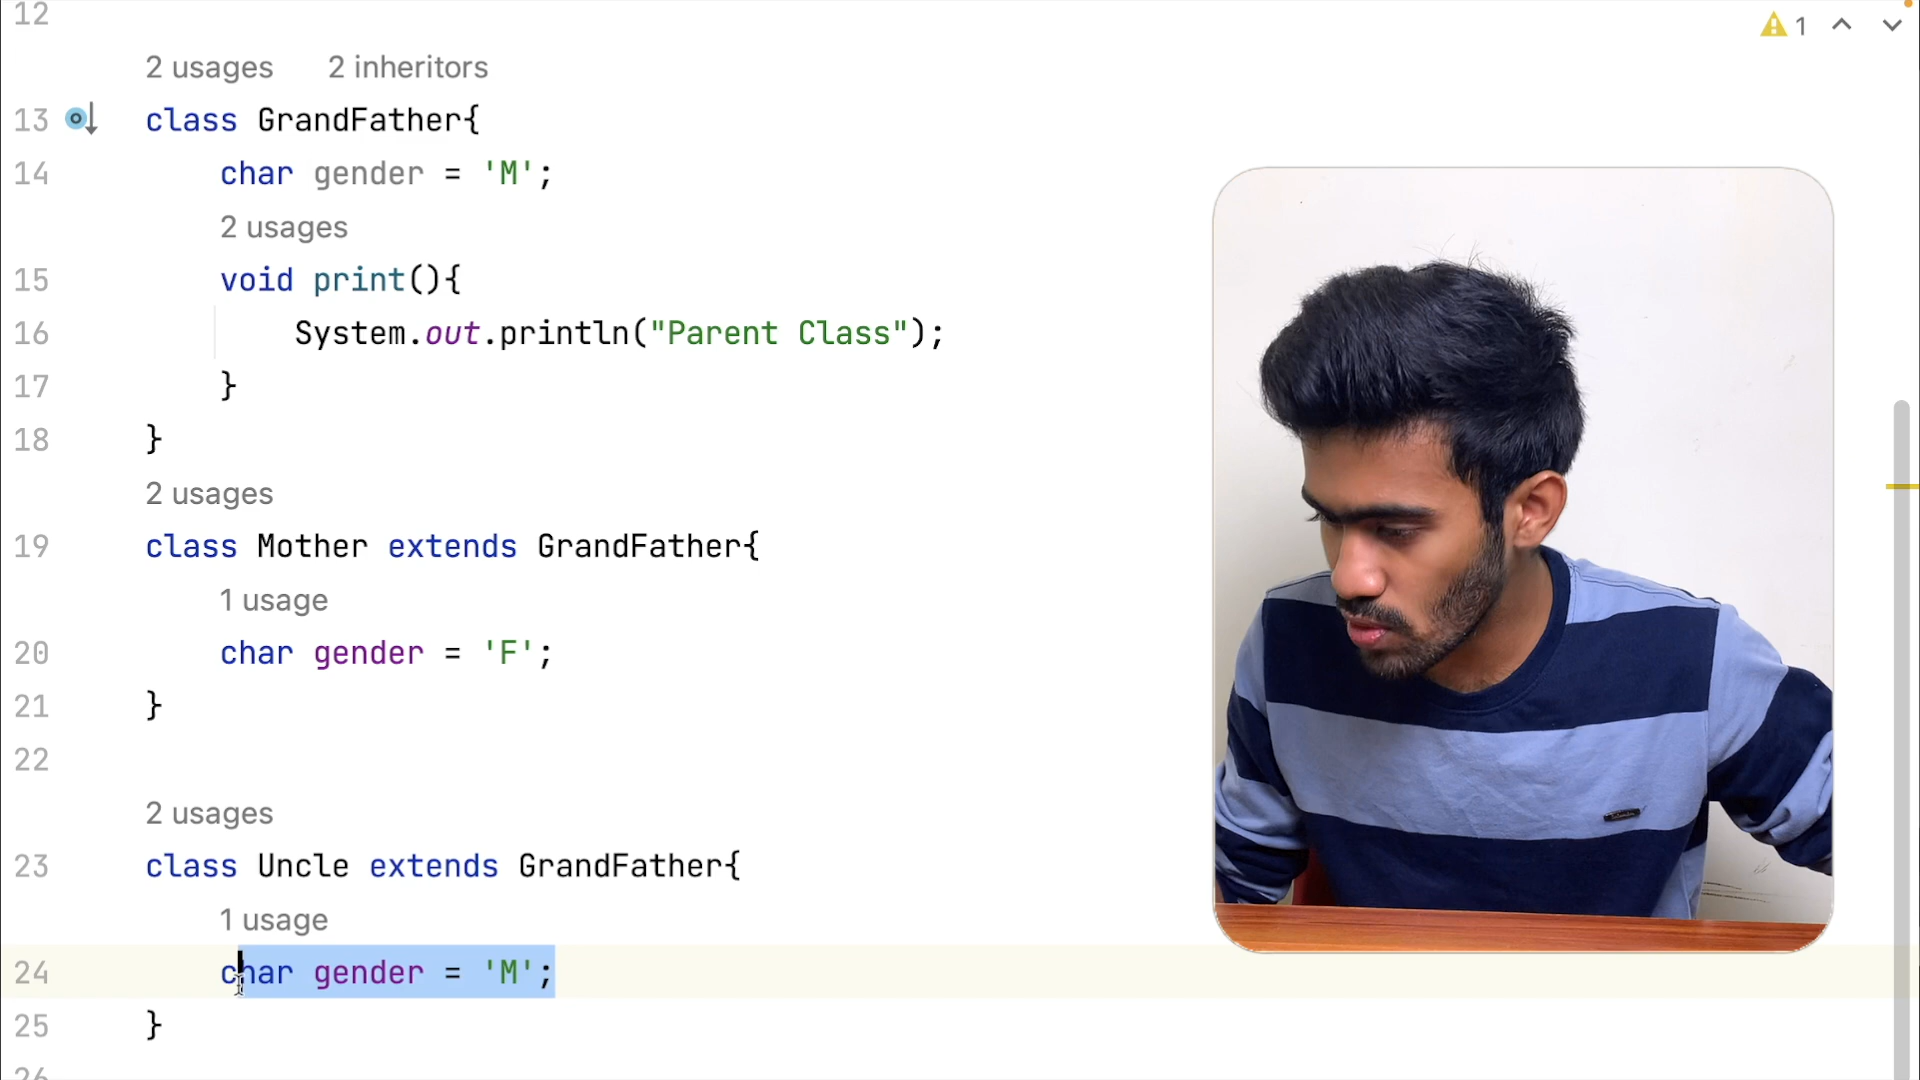 12
1
2 usages 2 inheritors
13 class GrandFather{
14 char gender = 'M';
2 usages
15 void print(){
16 System.out.println("Parent Class");
17 }
18 }
2 usages
19 class Mother extends GrandFather{
1 usage
20 char gender = 'F';
21 }
22
2 usages
23 class Uncle extends GrandFather{
1 usage
24 char gender = 'M';
25 }
26